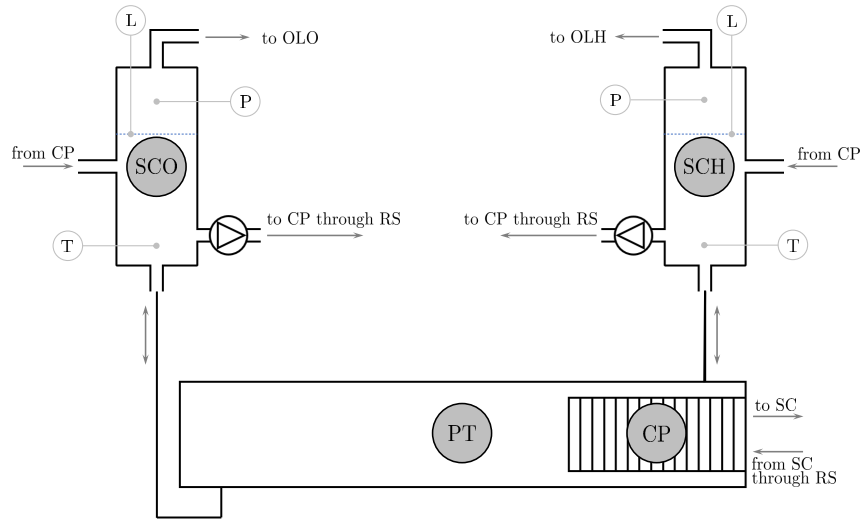 L
to OLO
to OLH
L
P
P
from CP
SCO
SCH
from CP
to CP through RS
to CP through RS
T
T
PT
CP
to SC
from SC
through RS